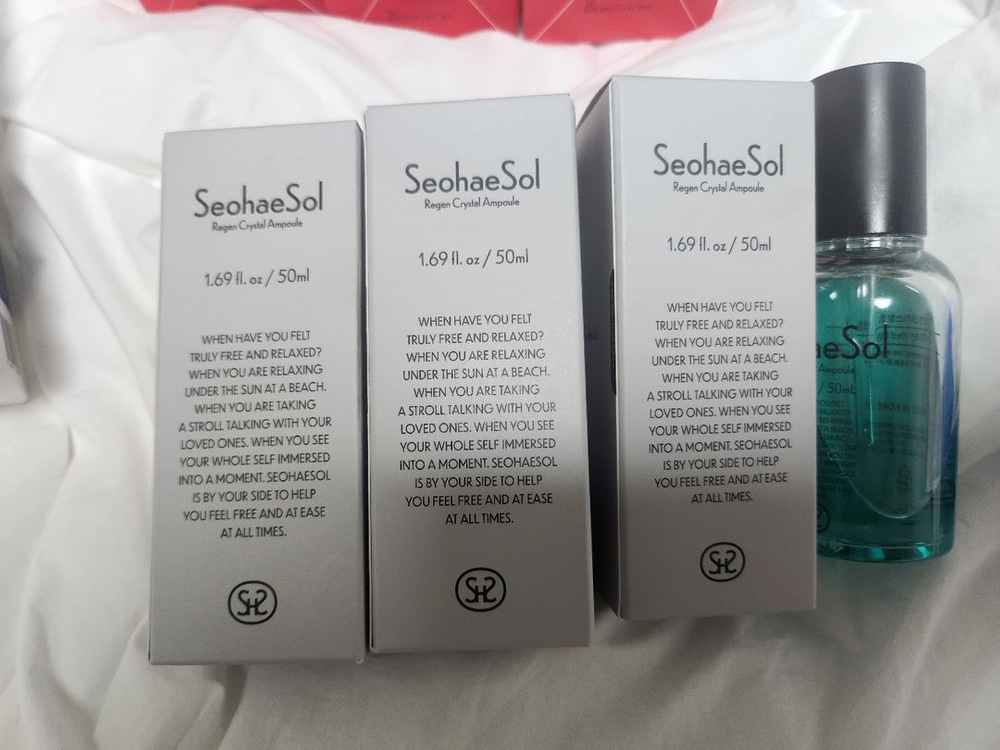 SeohaeSol
Regen Crystal Ampoule
1.69 fl. oz / 50ml
WHEN HAVE YOU FELT
TRULY FREE AND RELAXED?
WHEN YOU ARE RELAXING
UNDER THE SUN AT A BEACH.
WHEN YOU ARE TAKING
A STROLL TALKING WITH YOUR
LOVED ONES. WHEN YOU SEE
YOUR WHOLE SELF IMMERSED
INTO A MOMENT. SEOHAESOL
IS BY YOUR SIDE TO HELP
YOU FEEL FREE AND AT EASE
AT ALL TIMES.
SHS
SeohaeSol
Regen Crystal Ampoule
1.69 fl. oz / 50ml
WHEN HAVE YOU FELT
TRULY FREE AND RELAXED?
WHEN YOU ARE RELAXING
UNDER THE SUN AT A BEACH.
WHEN YOU ARE TAKING
A STROLL TALKING WITH YOUR
LOVED ONES. WHEN YOU SEE
YOUR WHOLE SELF IMMERSED
INTO A MOMENT. SEOHAESOL
IS BY YOUR SIDE TO HELP
YOU FEEL FREE AND AT EASE
AT ALL TIMES.
SHS
SeohaeSol
Regen Crystal Ampoule
1.69 fl. oz / 50ml
WHEN HAVE YOU FELT
TRULY FREE AND RELAXED?
WHEN YOU ARE RELAXING
UNDER THE SUN AT A BEACH.
WHEN YOU ARE TAKING
A STROLL TALKING WITH YOUR
LOVED ONES. WHEN YOU SEE
YOUR WHOLE SELF IMMERSED
INTO A MOMENT. SEOHAESOL
IS BY YOUR SIDE TO HELP
YOU FEEL FREE AND AT EASE
AT ALL TIMES.
SHS
aeSol
Ampoule
/ 50mL